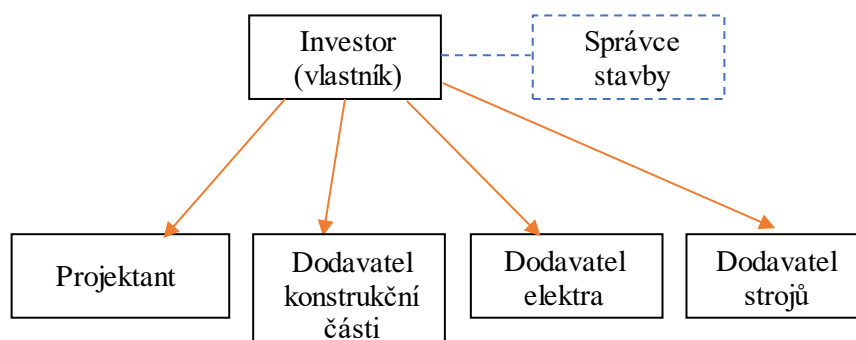 Investor
(vlastník)
Správce
stavby
Projektant
Dodavatel
konstrukční
části
Dodavatel
elektra
Dodavatel
strojů